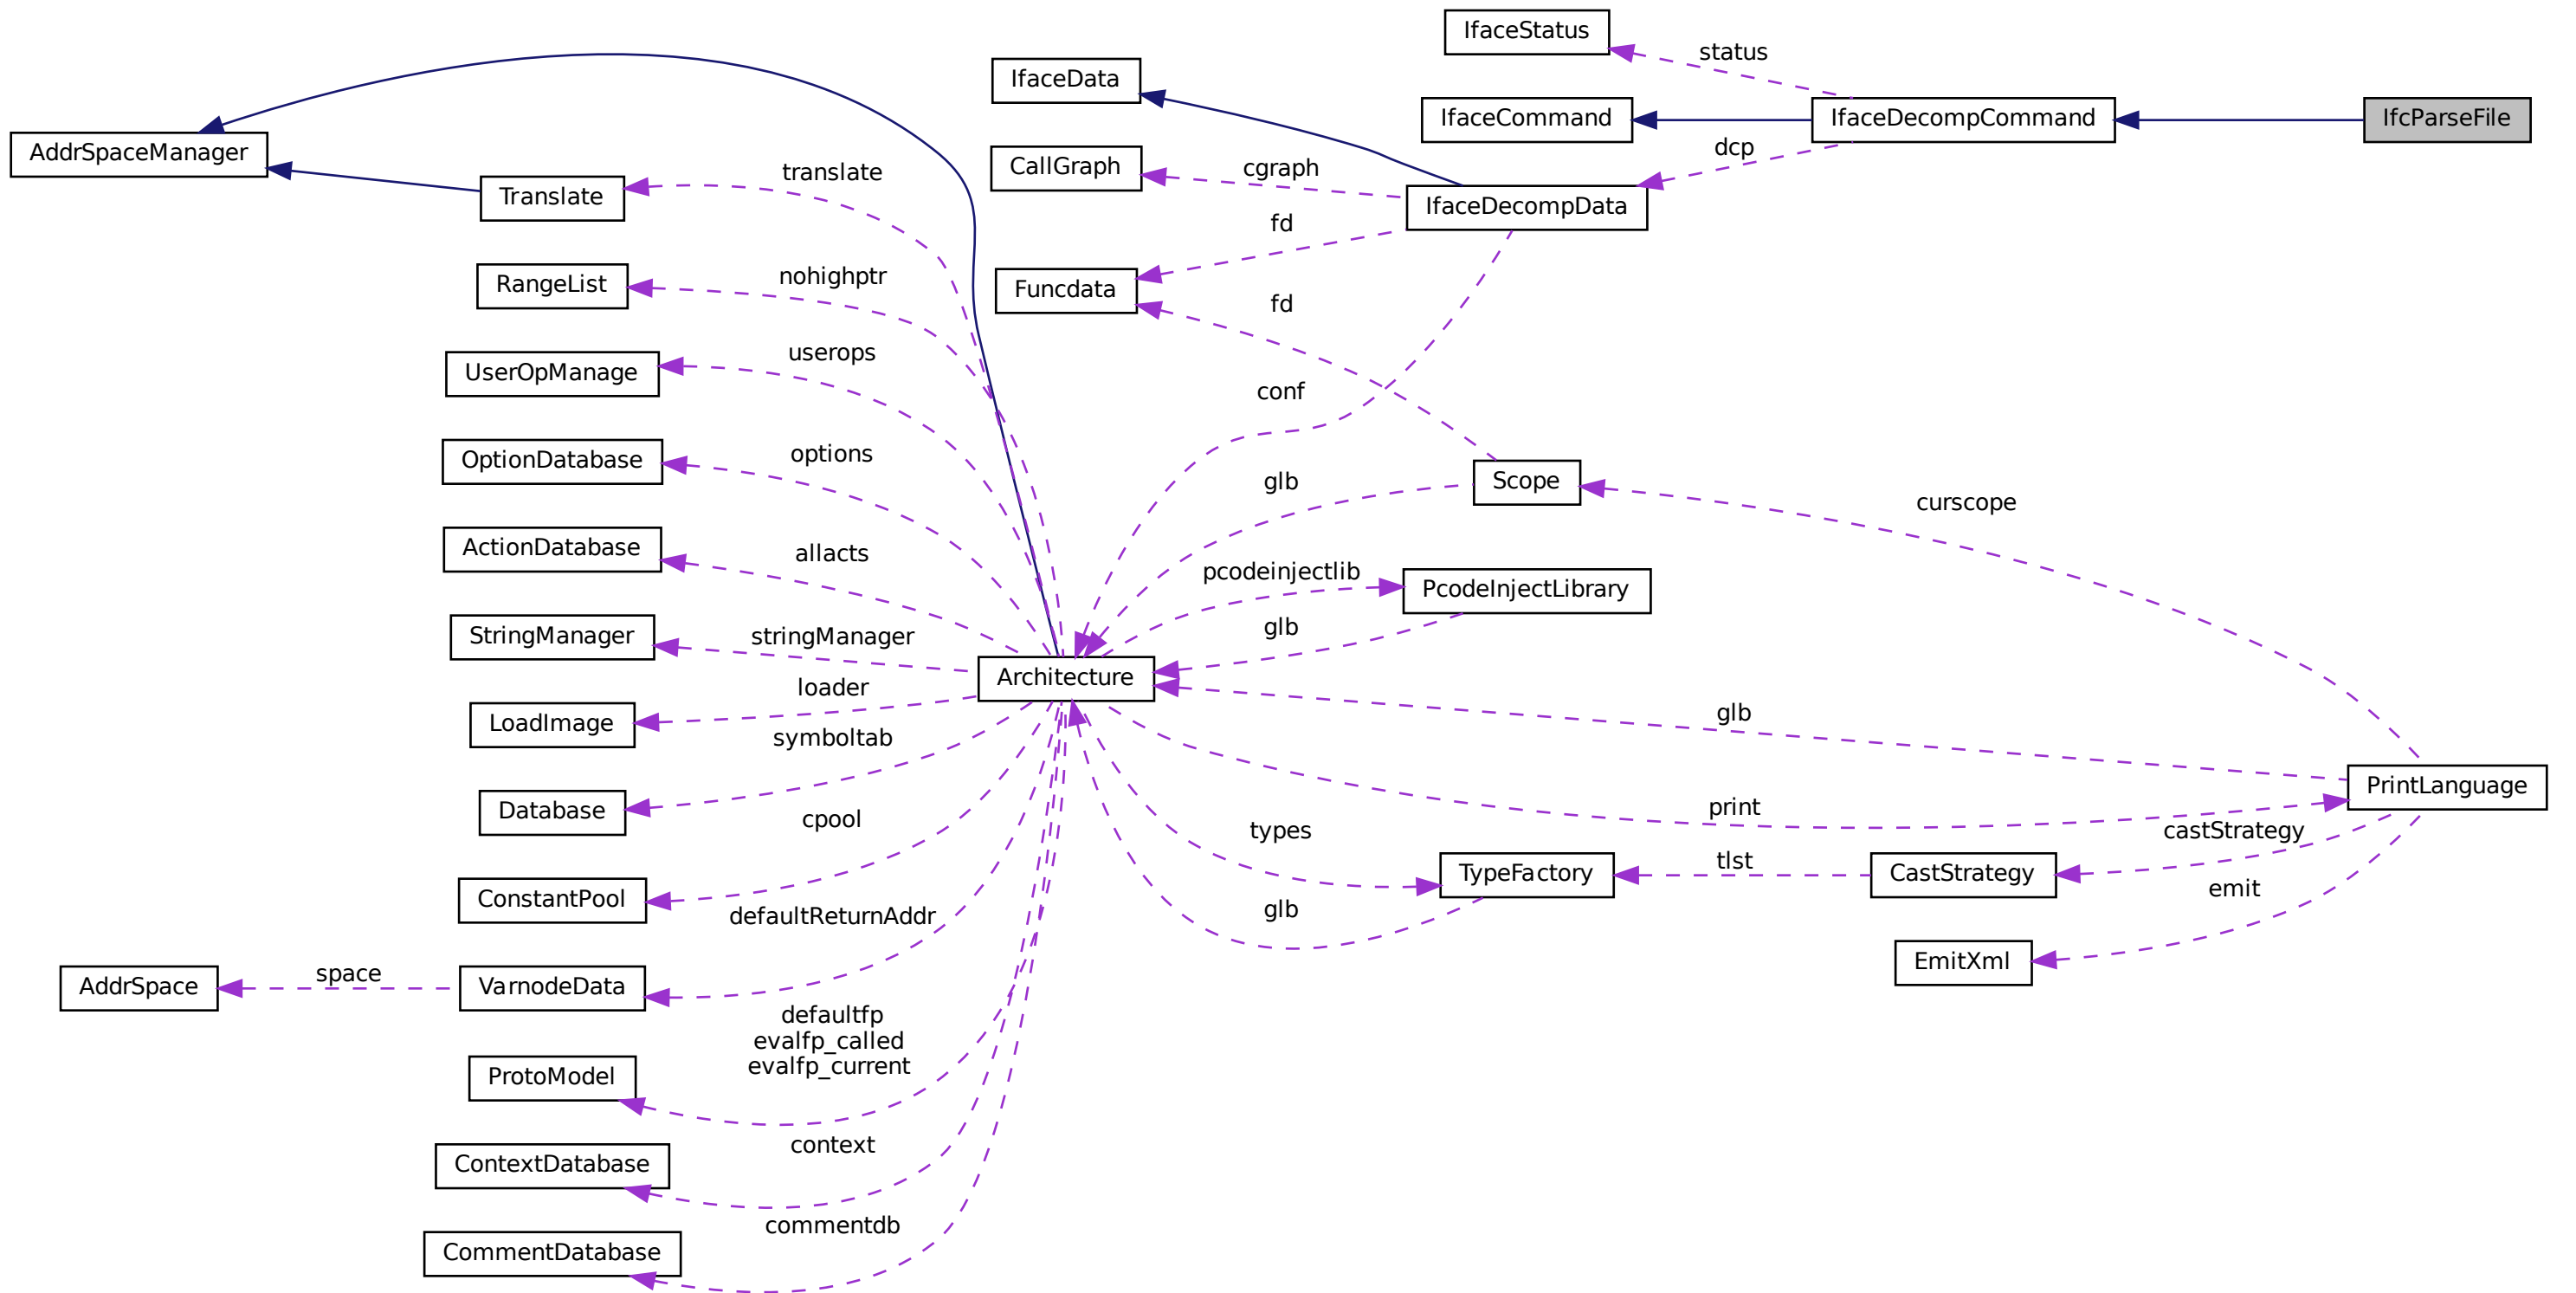 IfaceStatus
status
IfaceData
IfaceCommand
IfaceDecompCommand
IfcParseFile
AddrSpaceManager
dcp
CallGraph
cgraph
translate
Translate
IfaceDecompData
fd
RangeList
nohighptr
Funcdata
fd
userops
UserOpManage
conf
options
OptionDatabase
glb
Scope
curscope
ActionDatabase
allacts
pcodeinjectlib
PcodeInjectLibrary
StringManager
stringManager
glb
Architecture
loader
LoadImage
glb
symboltab
PrintLanguage
Database
print
cpool
types
castStrategy
tlst
TypeFactory
CastStrategy
ConstantPool
emit
defaultReturnAddr
glb
EmitXml
AddrSpace
space
VarnodeData
defaultfp
evalfp_called
evalfp_current
ProtoModel
context
ContextDatabase
commentdb
CommentDatabase